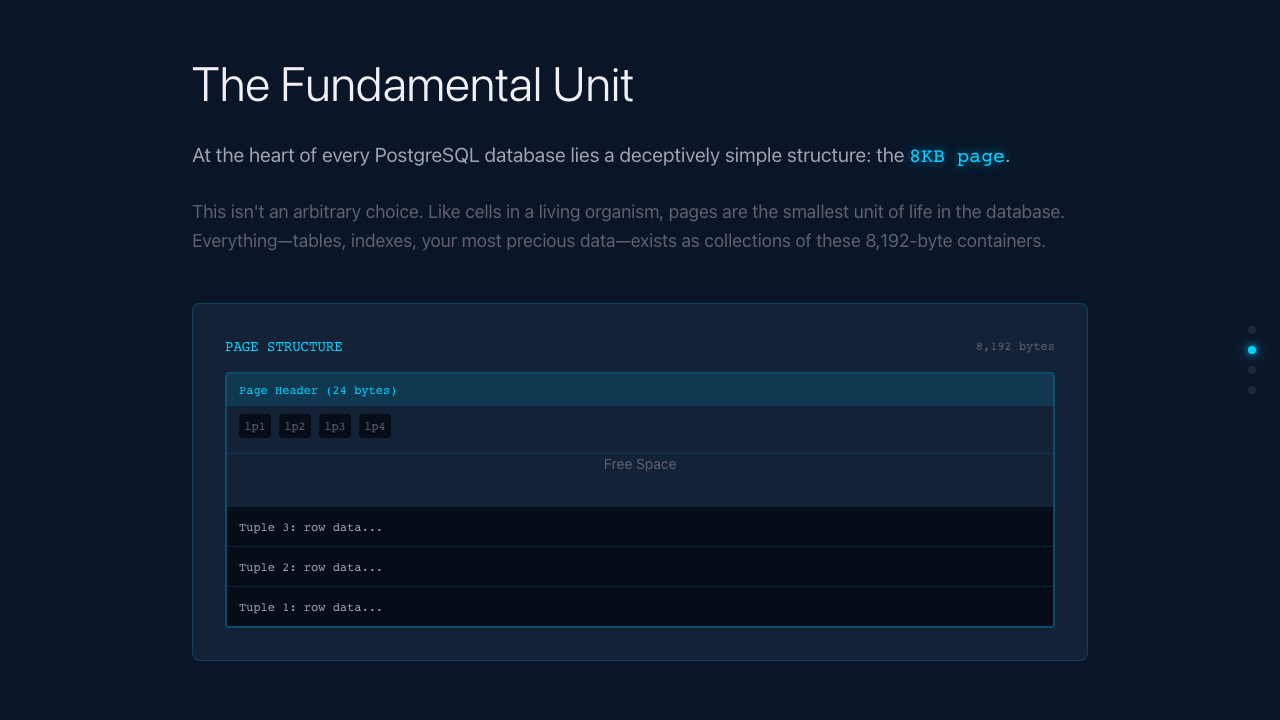 The Fundamental Unit
At the heart of every PostgreSQL database lies a deceptively simple structure: the 8KB page.
This isn't an arbitrary choice. Like cells in a living organism, pages are the smallest unit of life in the database.
Everything—tables, indexes, your most precious data—exists as collections of these 8,192-byte containers.
PAGE STRUCTURE 8,192 bytes
Page Header (24 bytes)
lp1 lp2 lp3 lp4
Free Space
Tuple 3: row data...
Tuple 2: row data...
Tuple 1: row data...